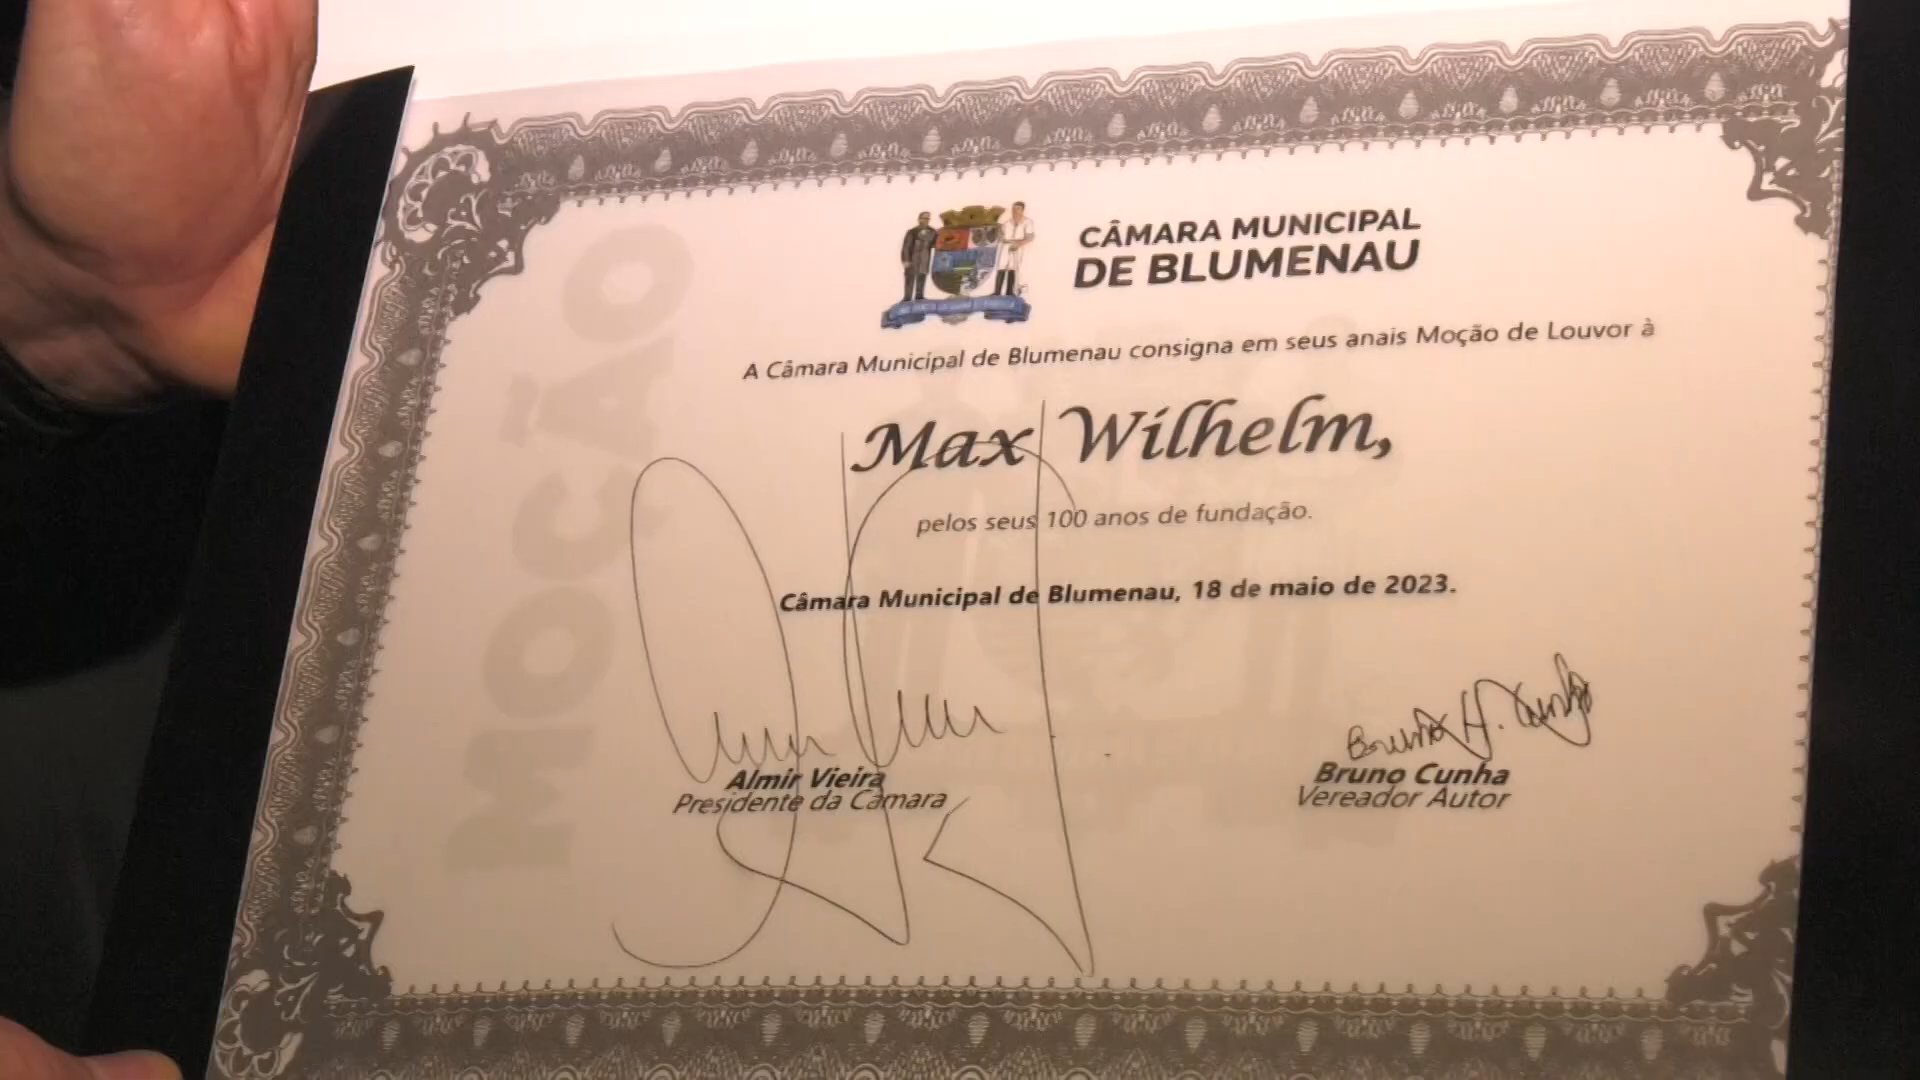 MOÇÃO
CÂMARA MUNICIPAL
DE BLUMENAU
A Câmara Municipal de Blumenau consigna em seus anais Moção de Louvor à
Max Wilhelm,
pelos seus 100 anos de fundação.
Câmara Municipal de Blumenau, 18 de maio de 2023.
Bruno H. Cunha
Almir Vieira
Presidente da Câmara
Bruno Cunha
Vereador Autor